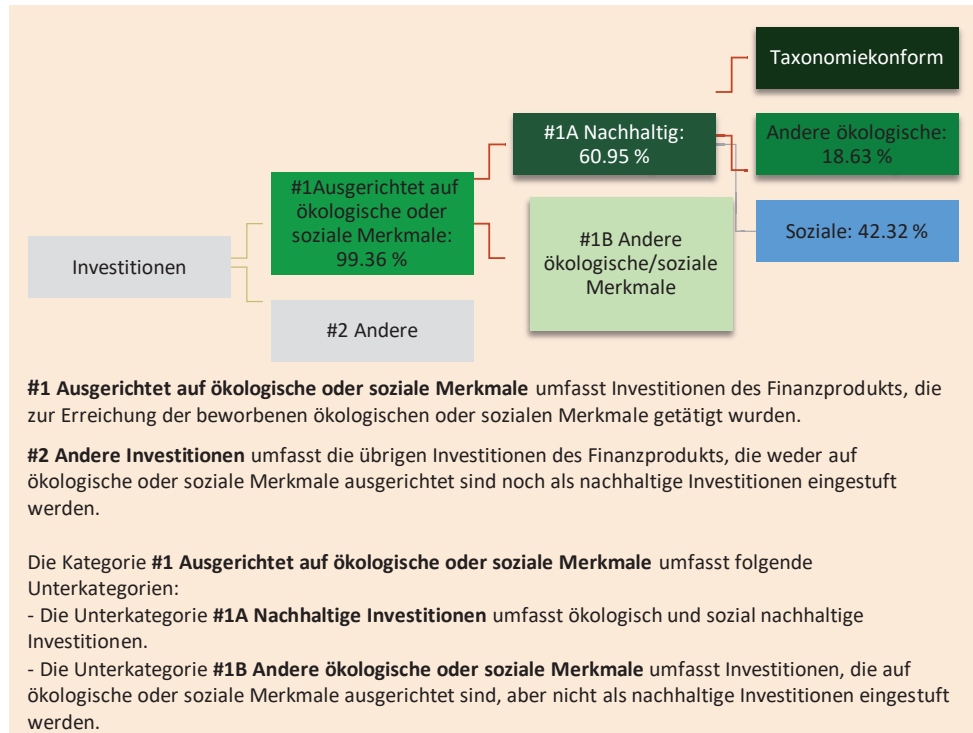 Taxonomiekonform
#1A Nachhaltig:
60.95 %
Andere ökologische:
18.63 %
#1Ausgerichtet auf
ökologische oder
soziale Merkmale:
99.36 %
Soziale: 42.32 %
#1B Andere
ökologische/soziale
Merkmale
Investitionen
#2 Andere
#1 Ausgerichtet auf ökologische oder soziale Merkmale umfasst Investitionen des Finanzprodukts, die
zur Erreichung der beworbenen ökologischen oder sozialen Merkmale getätigt wurden.
#2 Andere Investitionen umfasst die übrigen Investitionen des Finanzprodukts, die weder auf
ökologische oder soziale Merkmale ausgerichtet sind noch als nachhaltige Investitionen eingestuft
werden.
Die Kategorie #1 Ausgerichtet auf ökologische oder soziale Merkmale umfasst folgende
Unterkategorien:
- Die Unterkategorie #1A Nachhaltige Investitionen umfasst ökologisch und sozial nachhaltige
Investitionen.
- Die Unterkategorie #1B Andere ökologische oder soziale Merkmale umfasst Investitionen, die auf
ökologische oder soziale Merkmale ausgerichtet sind, aber nicht als nachhaltige Investitionen eingestuft
werden.